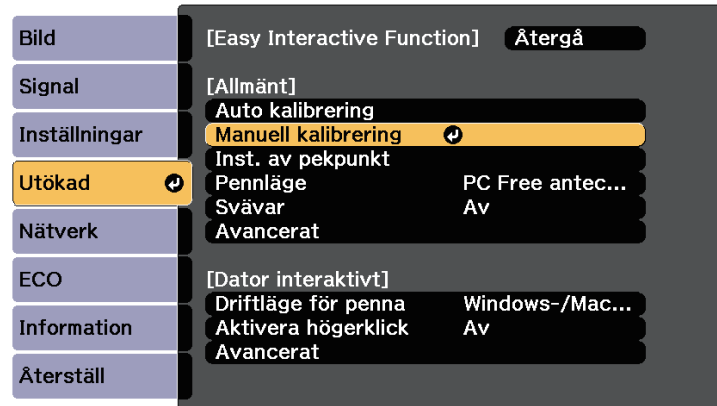 Bild
Signal
Inställningar
Utökad
Nätverk
ECO
Information
Återställ
[Easy Interactive Function] Återgå
[Allmänt]
Auto kalibrering
Manuell kalibrering
Inst. av pekpunkt
Pennläge PC Free antec...
Svävar Av
Avancerat
[Dator interaktivt]
Driftläge för penna Windows-/Mac...
Aktivera högerklick Av
Avancerat